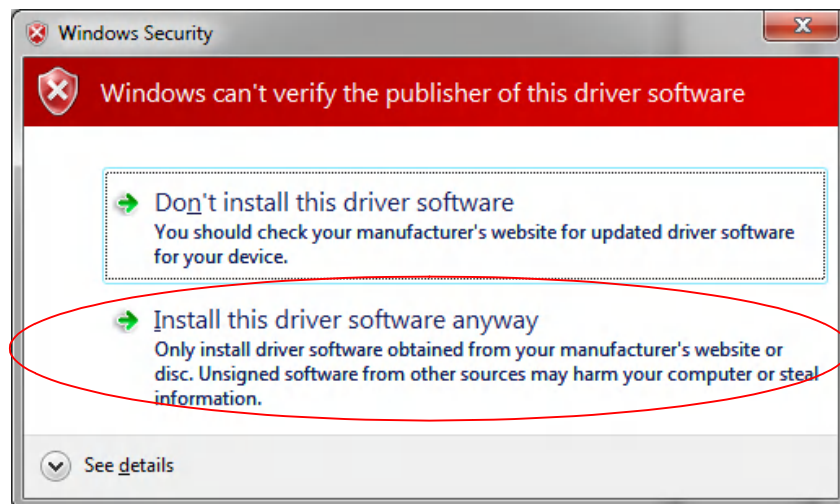 Windows Security
Windows can't verify the publisher of this driver software
Don't install this driver software
You should check your manufacturer's website for updated driver software
for your device.
Install this driver software anyway
Only install driver software obtained from your manufacturer's website or
disc. Unsigned software from other sources may harm your computer or steal
information.
See details